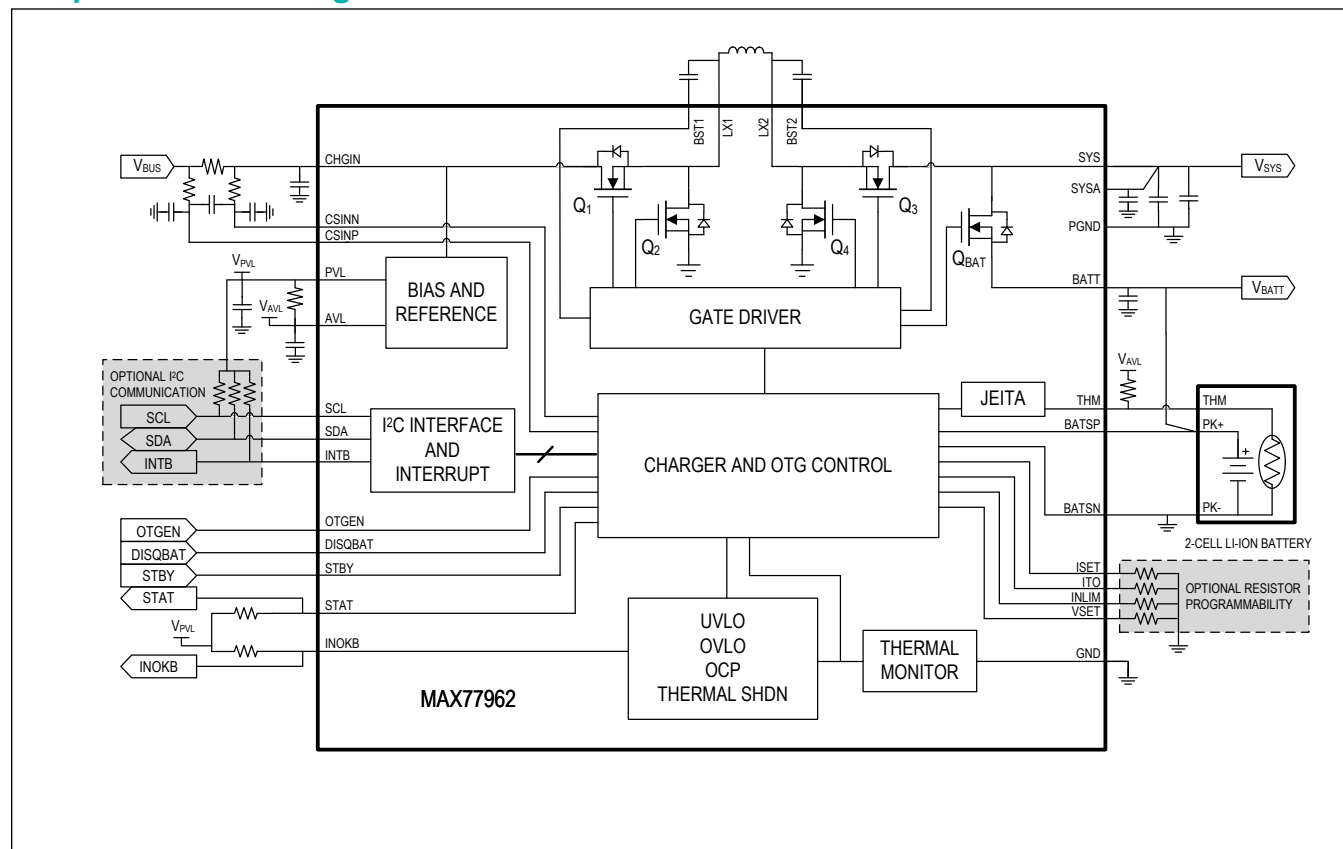 BST1
LX1
LX2
BST2
VBUS
CHGIN
SYS
VSYS
SYSA
Q1
Q3
CSINN
CSINP
Q2
Q4
QBAT
PGND
VPVL
PVL
BIAS AND
REFERENCE
BATT
VBATT
VAVL
AVL
GATE DRIVER
VAVL
OPTIONAL I²C
COMMUNICATION
JEITA
THM
THM
SCL
SCL
I²C INTERFACE
AND
INTERRUPT
BATSP
PK+
SDA
SDA
CHARGER AND OTG CONTROL
+
INTB
INTB
OTGEN
OTGEN
BATSN
PK-
DISQBAT
DISQBAT
2-CELL LI-ION BATTERY
STBY
STBY
ISET
ITO
INLIM
VSET
OPTIONAL RESISTOR
PROGRAMMABILITY
STAT
STAT
VPVL
UVLO
OVLO
OCP
THERMAL SHDN
THERMAL
MONITOR
GND
INOKB
INOKB
MAX77962